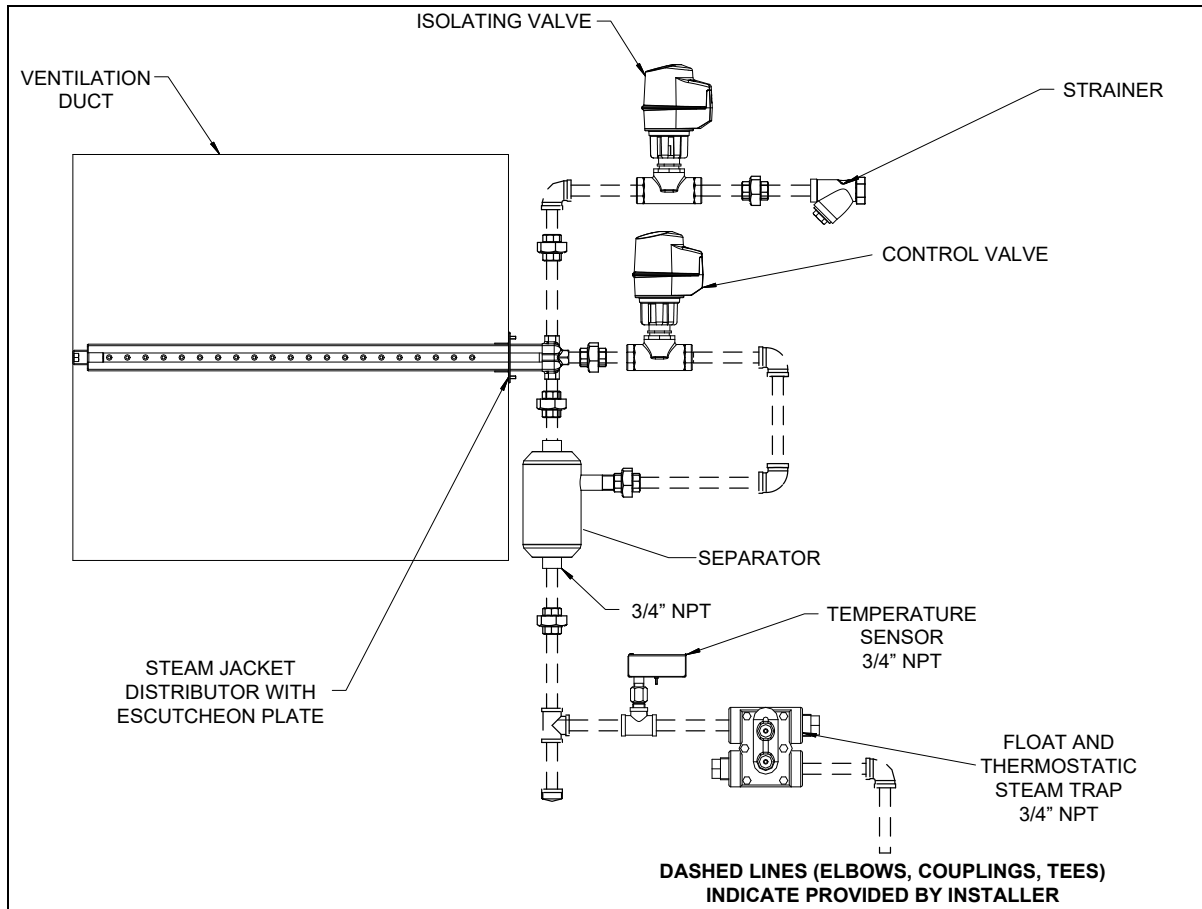 ISOLATING VALVE
VENTILATION
DUCT
STRAINER
CONTROL VALVE
SEPARATOR
3/4” NPT
TEMPERATURE
SENSOR
3/4” NPT
STEAM JACKET
DISTRIBUTOR WITH
ESCUTCHEON PLATE
FLOAT AND
THERMOSTATIC
STEAM TRAP
3/4” NPT
DASHED LINES (ELBOWS, COUPLINGS, TEES)
INDICATE PROVIDED BY INSTALLER